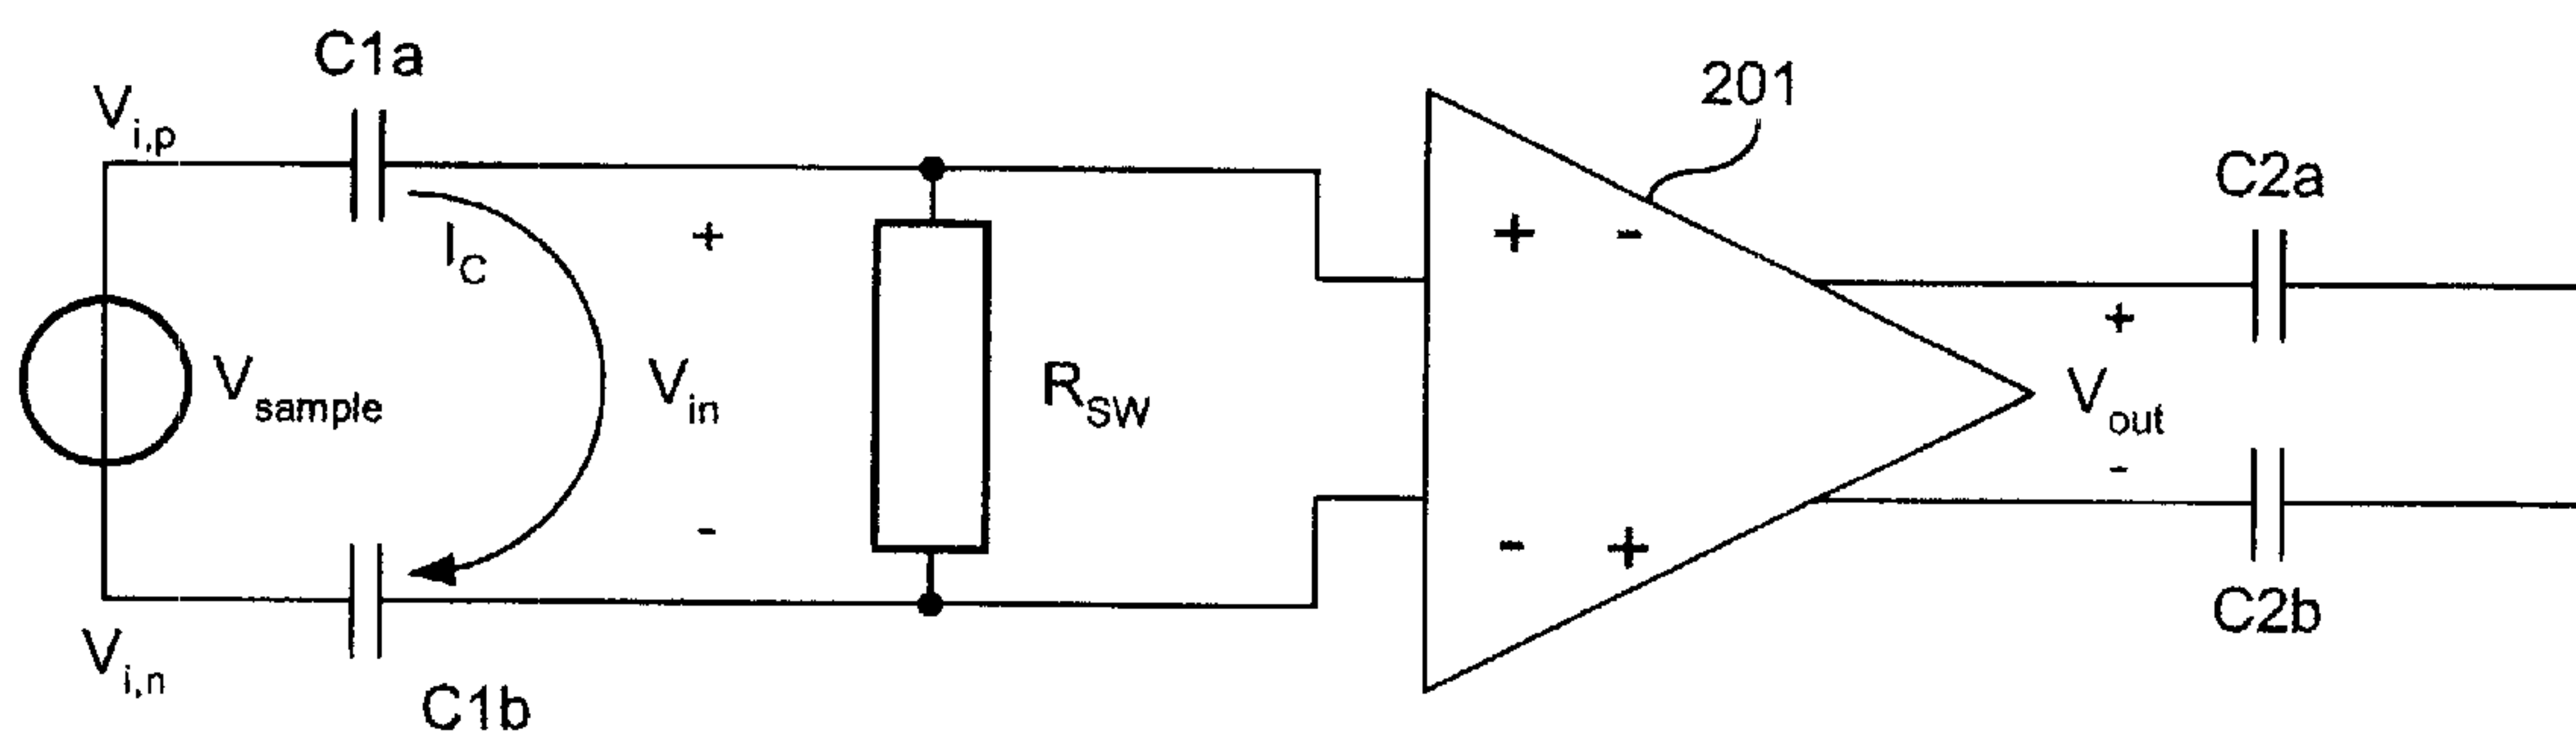 C1a
V_i,p
201
C2a
+
+ -
I_C
+
V_sample
V_in
R_SW
V_out
-
-
- +
C2b
V_i,n
C1b